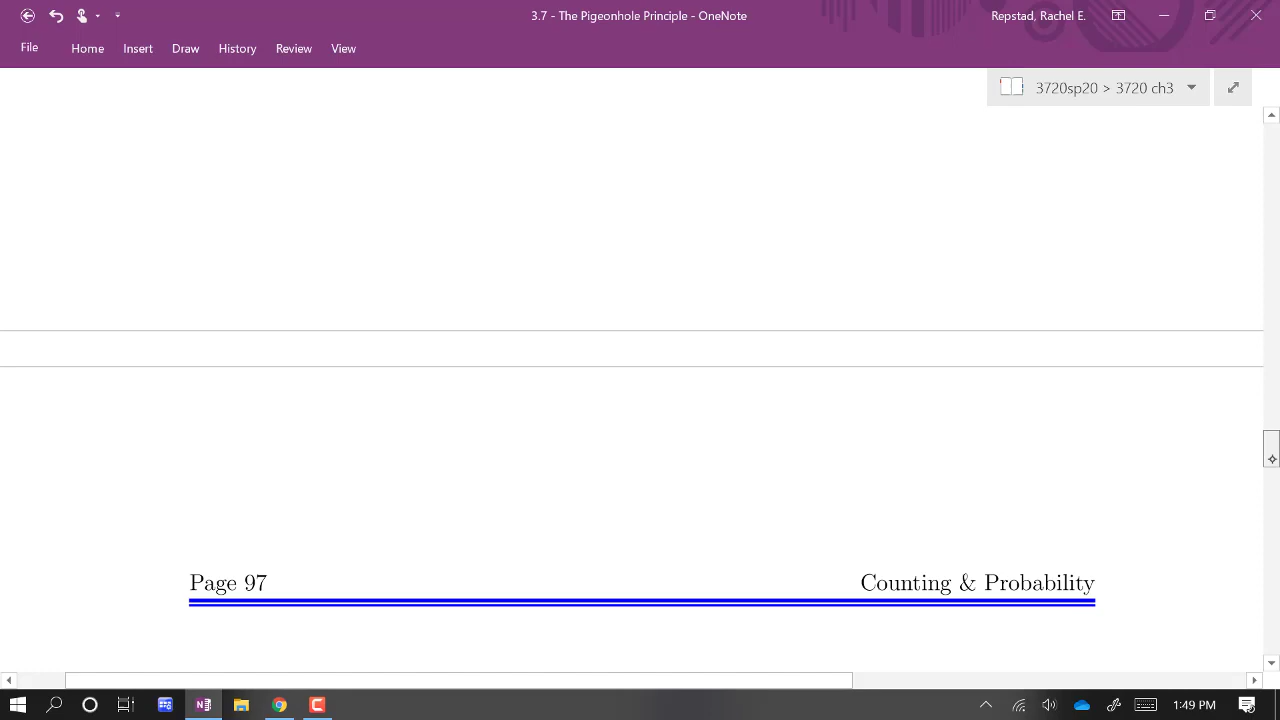 3.7 - The Pigeonhole Principle - OneNote
Repstad, Rachel E.
File Home Insert Draw History Review View
3720sp20 > 3720 ch3
Page 97 Counting & Probability
1:49 PM